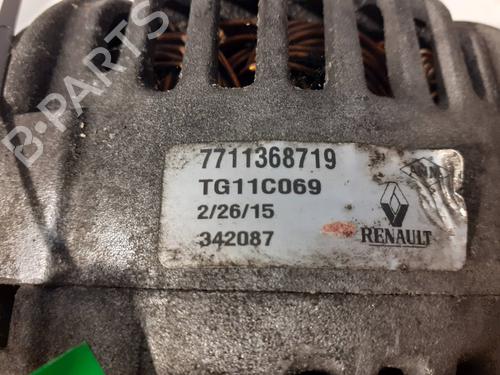 B-PARTS
7711368719
TG11C069
2/26/15
342087
RENAULT